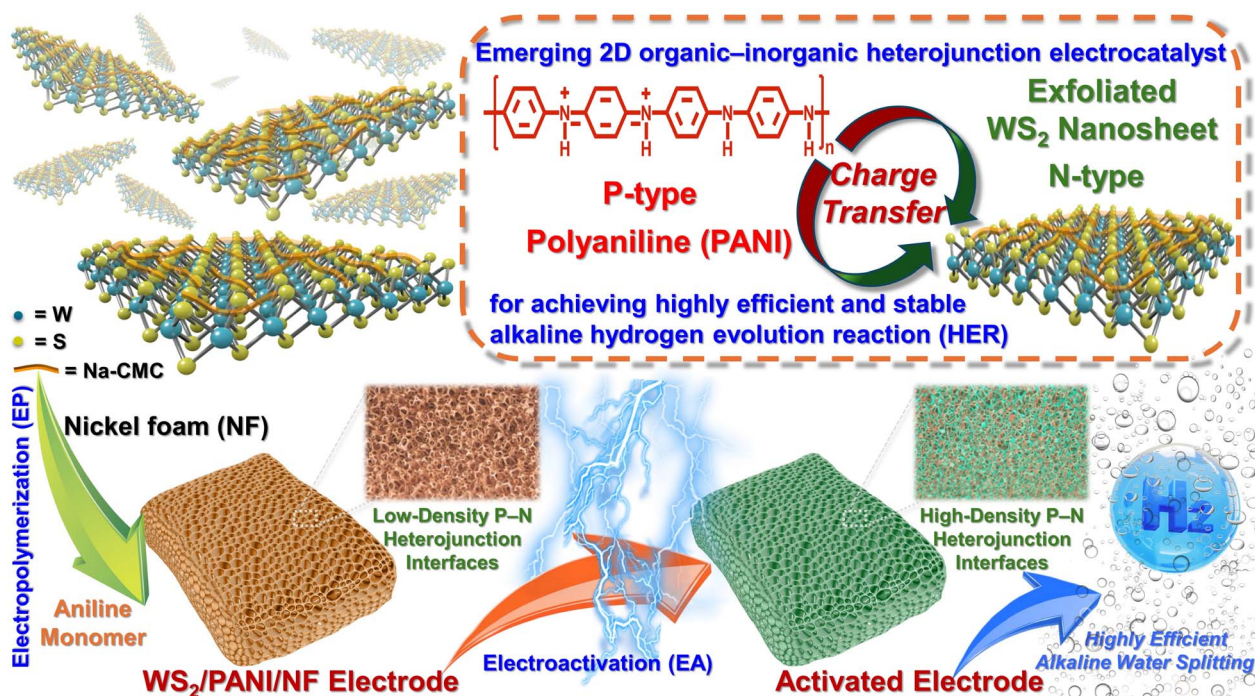 Emerging 2D organic–inorganic heterojunction electrocatalyst
+ +
N N N N
H H H H
n
P-type
Polyaniline (PANI)
Charge
Transfer
Exfoliated
WS₂ Nanosheet
N-type
for achieving highly efficient and stable
alkaline hydrogen evolution reaction (HER)
= W
= S
= Na-CMC
Electropolymerization (EP)
Nickel foam (NF)
Aniline
Monomer
Low-Density P–N
Heterojunction
Interfaces
WS₂/PANI/NF Electrode
Electroactivation (EA)
High-Density P–N
Heterojunction
Interfaces
Activated Electrode
H₂
Highly Efficient
Alkaline Water Splitting